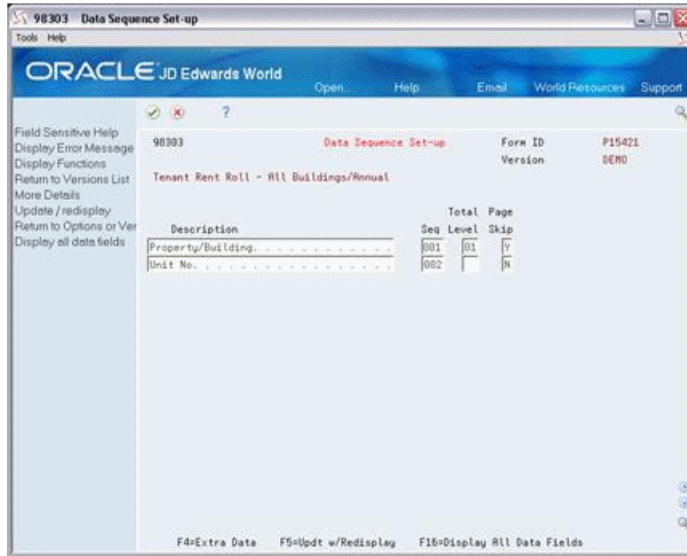 98303 Data Sequence Set-up
Tools Help
ORACLE JD Edwards World
Open.. Help Email World Resources Support
?
Field Sensitive Help
Display Error Message
Display Functions
Return to Versions List
More Details
Update / redisplay
Return to Options or Ver
Display all data fields
98303 Data Sequence Set-up Form ID P15421
Version DEMO
Tenant Rent Roll - All Buildings/Annual
Total Page
Description Seq Level Skip
Property/Building. . . . . . . . . . . . 001 01 Y
Unit No. . . . . . . . . . . . . . . . . 002 N
F4=Extra Data F5=Updt w/Redisplay F16=Display All Data Fields